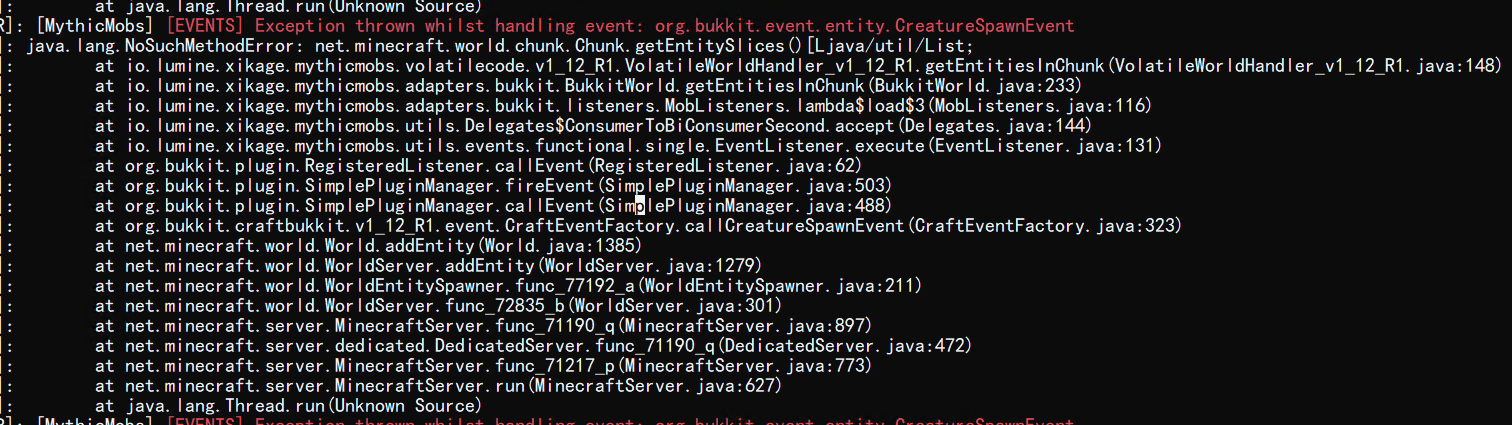 ]:       at java.lang.Thread.run(Unknown Source)
R]: [MythicMobs] [EVENTS] Exception thrown whilst handling event: org.bukkit.event.entity.CreatureSpawnEvent
]: java.lang.NoSuchMethodError: net.minecraft.world.chunk.Chunk.getEntitySlices()[Ljava/util/List;
]:       at io.lumine.xikage.mythicmobs.volatilecode.v1_12_R1.VolatileWorldHandler_v1_12_R1.getEntitiesInChunk(VolatileWorldHandler_v1_12_R1.java:148)
]:       at io.lumine.xikage.mythicmobs.adapters.bukkit.BukkitWorld.getEntitiesInChunk(BukkitWorld.java:233)
]:       at io.lumine.xikage.mythicmobs.adapters.bukkit.listeners.MobListeners.lambda$load$3(MobListeners.java:116)
]:       at io.lumine.xikage.mythicmobs.utils.Delegates$ConsumerToBiConsumerSecond.accept(Delegates.java:144)
]:       at io.lumine.xikage.mythicmobs.utils.events.functional.single.EventListener.execute(EventListener.java:131)
]:       at org.bukkit.plugin.RegisteredListener.callEvent(RegisteredListener.java:62)
]:       at org.bukkit.plugin.SimplePluginManager.fireEvent(SimplePluginManager.java:503)
]:       at org.bukkit.plugin.SimplePluginManager.callEvent(SimplePluginManager.java:488)
]:       at org.bukkit.craftbukkit.v1_12_R1.event.CraftEventFactory.callCreatureSpawnEvent(CraftEventFactory.java:323)
]:       at net.minecraft.world.World.addEntity(World.java:1385)
]:       at net.minecraft.world.WorldServer.addEntity(WorldServer.java:1279)
]:       at net.minecraft.world.WorldEntitySpawner.func_77192_a(WorldEntitySpawner.java:211)
]:       at net.minecraft.world.WorldServer.func_72835_b(WorldServer.java:301)
]:       at net.minecraft.server.MinecraftServer.func_71190_q(MinecraftServer.java:897)
]:       at net.minecraft.server.dedicated.DedicatedServer.func_71190_q(DedicatedServer.java:472)
]:       at net.minecraft.server.MinecraftServer.func_71217_p(MinecraftServer.java:773)
]:       at net.minecraft.server.MinecraftServer.run(MinecraftServer.java:627)
]:       at java.lang.Thread.run(Unknown Source)
R]: [MythicMobs] [EVENTS] Exception thrown whilst handling event: org.bukkit.event.entity.CreatureSpawnEvent